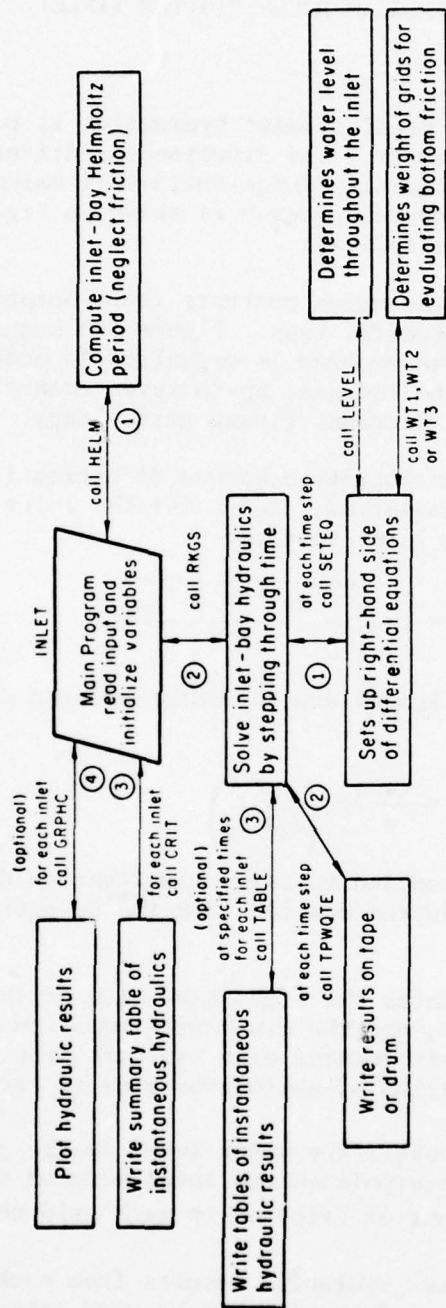 INLET
Main Program
read input and
initialize variables
call HELM
①
Compute inlet-bay Helmholtz
period (neglect friction)
②
call RKGS
③
for each inlet
call CRIT
Write summary table of
instantaneous hydraulics
④
(optional)
for each inlet
call GRPHC
Plot hydraulic results
Solve inlet-bay hydraulics
by stepping through time
①
at each time step
call SETEQ
Sets up right-hand side
of differential equations
call LEVEL
Determines water level
throughout the inlet
call WT1, WT2
or WT3
Determines weight of grids for
evaluating bottom friction
②
at each time step
call TPWOTE
Write results on tape
or drum
③
(optional)
at specified times
for each inlet
call TABLE
Write tables of instantaneous
hydraulic results